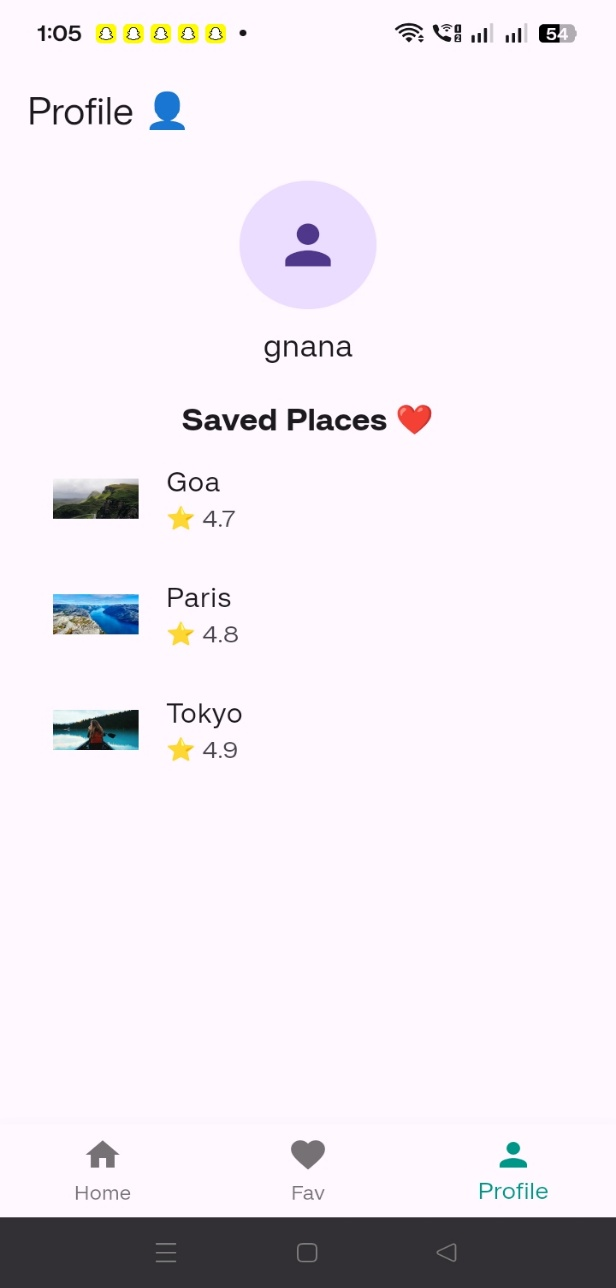 1:05 54
Profile 👤
gnana
Saved Places ❤️
Goa
⭐ 4.7
Paris
⭐ 4.8
Tokyo
⭐ 4.9
Home Fav Profile